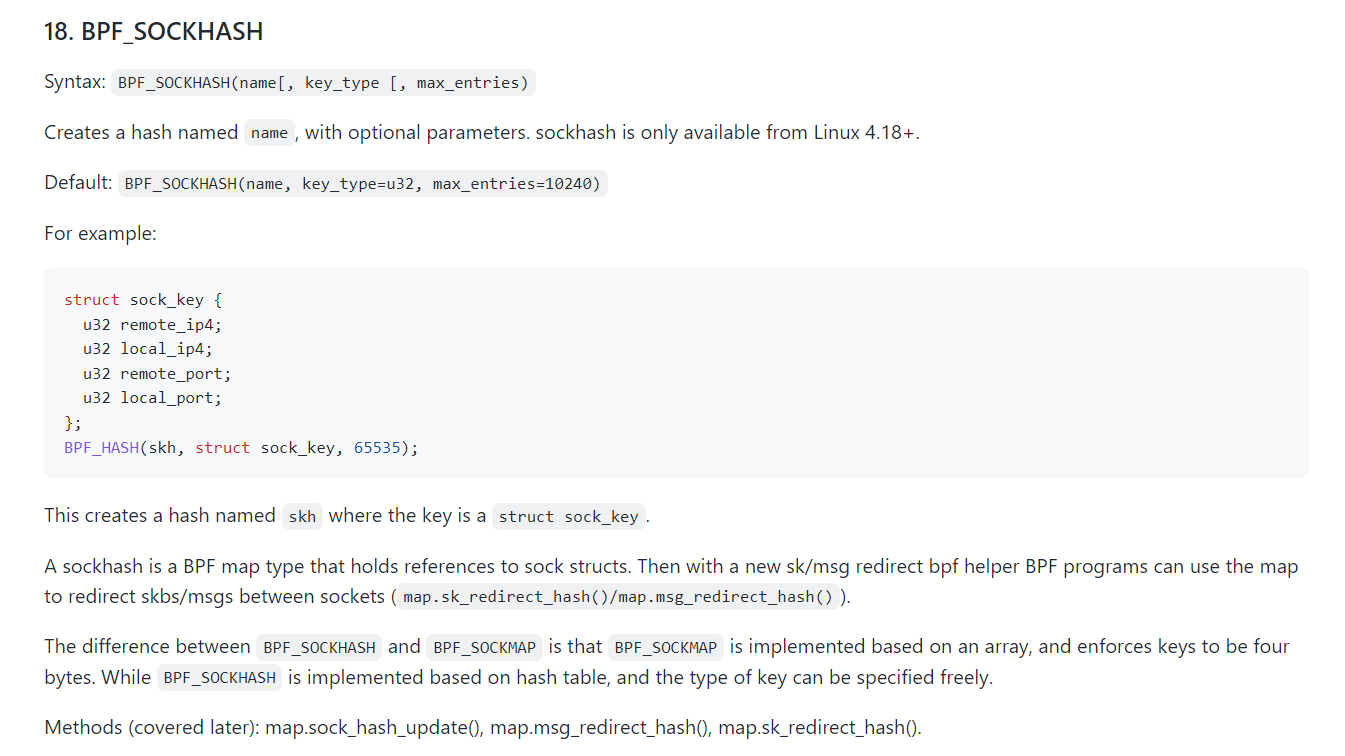 18. BPF_SOCKHASH
Syntax: BPF_SOCKHASH(name[, key_type [, max_entries)
Creates a hash named name, with optional parameters. sockhash is only available from Linux 4.18+.
Default: BPF_SOCKHASH(name, key_type=u32, max_entries=10240)
For example:
struct sock_key {
  u32 remote_ip4;
  u32 local_ip4;
  u32 remote_port;
  u32 local_port;
};
BPF_HASH(skh, struct sock_key, 65535);
This creates a hash named skh where the key is a struct sock_key.
A sockhash is a BPF map type that holds references to sock structs. Then with a new sk/msg redirect bpf helper BPF programs can use the map
to redirect skbs/msgs between sockets (map.sk_redirect_hash()/map.msg_redirect_hash()).
The difference between BPF_SOCKHASH and BPF_SOCKMAP is that BPF_SOCKMAP is implemented based on an array, and enforces keys to be four
bytes. While BPF_SOCKHASH is implemented based on hash table, and the type of key can be specified freely.
Methods (covered later): map.sock_hash_update(), map.msg_redirect_hash(), map.sk_redirect_hash().